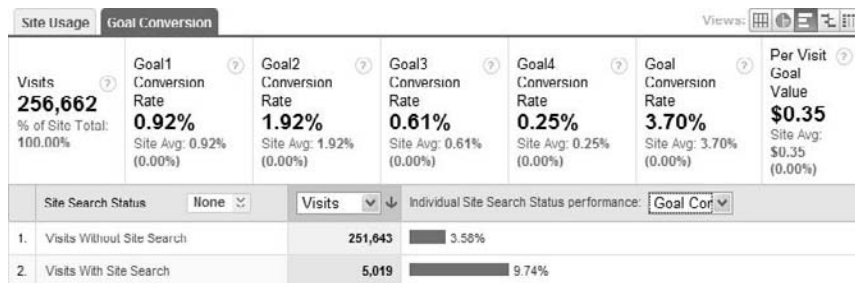 Site Usage Goal Conversion Views:
Visits ?
256,662
% of Site Total:
100.00%
Goal1 ?
Conversion
Rate
0.92%
Site Avg: 0.92%
(0.00%)
Goal2 ?
Conversion
Rate
1.92%
Site Avg: 1.92%
(0.00%)
Goal3 ?
Conversion
Rate
0.61%
Site Avg: 0.61%
(0.00%)
Goal4 ?
Conversion
Rate
0.25%
Site Avg: 0.25%
(0.00%)
Goal ?
Conversion
Rate
3.70%
Site Avg: 3.70%
(0.00%)
Per Visit ?
Goal
Value
$0.35
Site Avg:
$0.35
(0.00%)
Site Search Status None Visits Individual Site Search Status performance: Goal Cor
1. Visits Without Site Search 251,643 3.58%
2. Visits With Site Search 5,019 9.74%